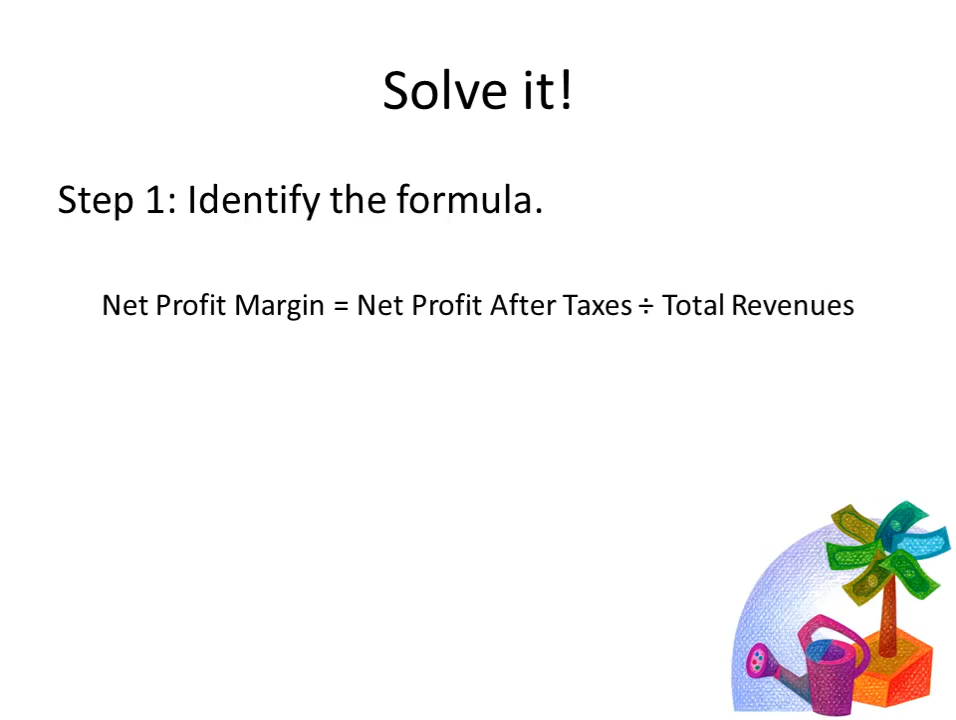 Solve it!
Step 1: Identify the formula.
Net Profit Margin = Net Profit After Taxes ÷ Total Revenues